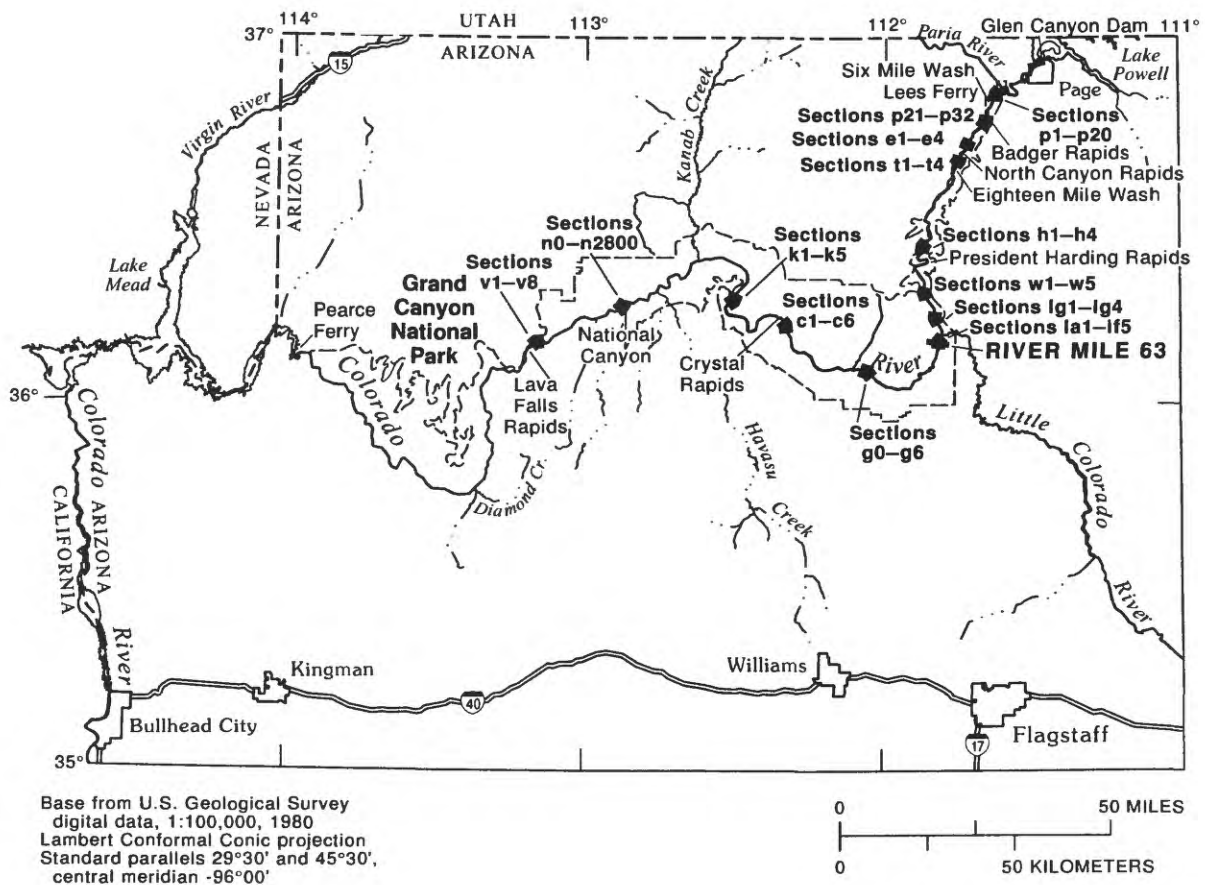 114°
UTAH
113°
112°
Glen Canyon Dam
111°
37°
ARIZONA
15
Paria River
Lake
Powell
Six Mile Wash
Lees Ferry
Page
Virgin River
Kanab Creek
Sections p21–p32
Sections
p1–p20
Sections e1–e4
Badger Rapids
Sections t1–t4
North Canyon Rapids
Eighteen Mile Wash
NEVADA
ARIZONA
Sections
n0–n2800
Sections
k1–k5
Sections h1–h4
President Harding Rapids
Lake
Mead
Sections
v1–v8
Sections w1–w5
Grand
Canyon
National
Park
Sections
c1–c6
Sections lg1–lg4
Sections la1–lf5
RIVER MILE 63
Pearce
Ferry
National
Canyon
Crystal
Rapids
River
36°
Colorado
Lava
Falls
Rapids
Sections
g0–g6
Little
Colorado
River
Havasu
Creek
Diamond Cr.
Colorado
River
ARIZONA
CALIFORNIA
Kingman
Williams
40
Bullhead City
Flagstaff
17
35°
Base from U.S. Geological Survey
digital data, 1:100,000, 1980
Lambert Conformal Conic projection
Standard parallels 29°30' and 45°30',
central meridian -96°00'
0 50 MILES
0 50 KILOMETERS